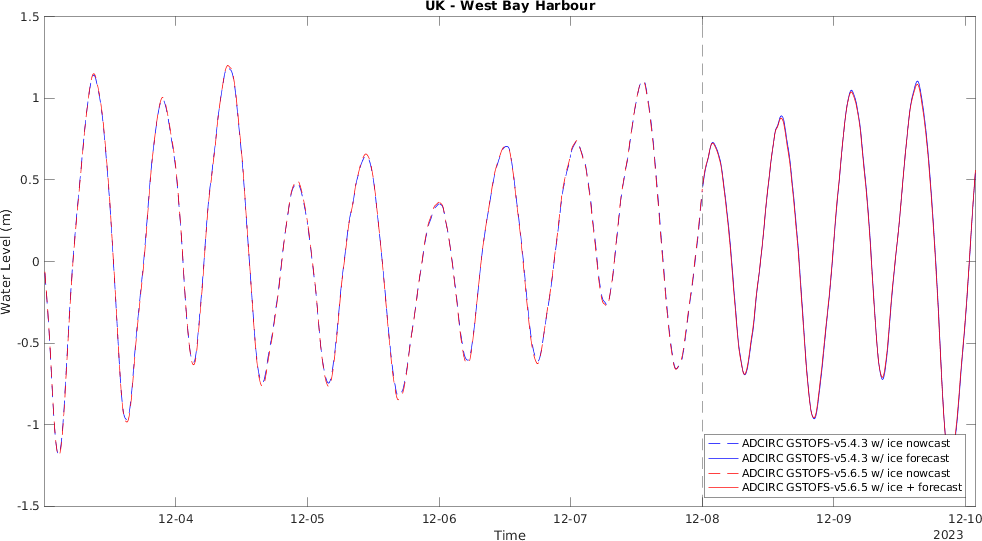 UK - West Bay Harbour
1.5
1
0.5
0
-0.5
-1
-1.5
Water Level (m)
12-04 12-05 12-06 12-07 12-08 12-09 12-10
Time
2023
ADCIRC GSTOFS-v5.4.3 w/ ice nowcast
ADCIRC GSTOFS-v5.4.3 w/ ice forecast
ADCIRC GSTOFS-v5.6.5 w/ ice nowcast
ADCIRC GSTOFS-v5.6.5 w/ ice + forecast